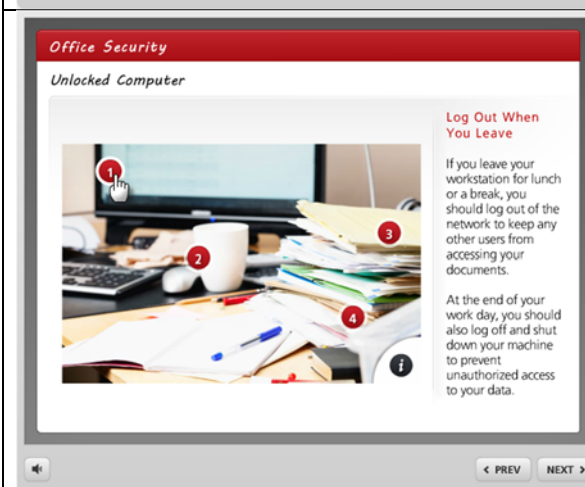 Office Security
Unlocked Computer
Log Out When
You Leave
If you leave your
workstation for lunch
or a break, you
should log out of the
network to keep any
other users from
accessing your
documents.
At the end of your
work day, you should
also log off and shut
down your machine
to prevent
unauthorized access
to your data.
1
2
3
4
i
< PREV
NEXT >